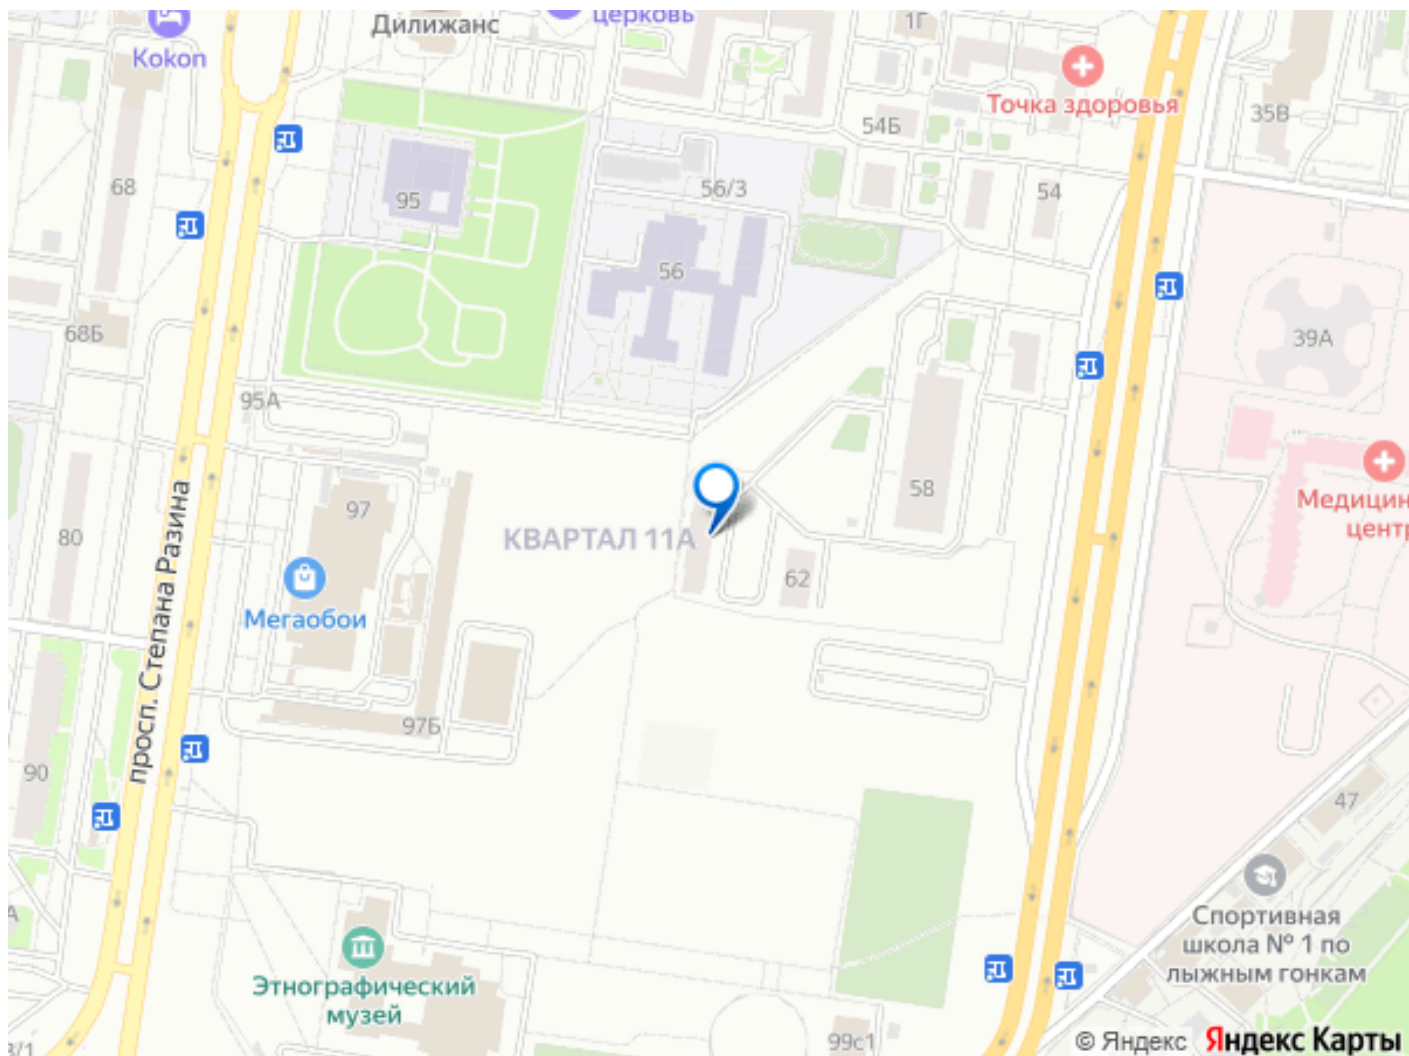 Дилижанс
церковь
1Г
Kokon
Точка здоровья
54Б
35В
68
95
56/3
54
56
68Б
39А
95А
97
58
80
КВАРТАЛ 11А
Медицин
центр
62
просп. Степана Разина
Мегаобои
97Б
90
47
Спортивная
школа № 1 по
лыжным гонкам
Этнографический
музей
99с1
© Яндекс Яндекс Карты